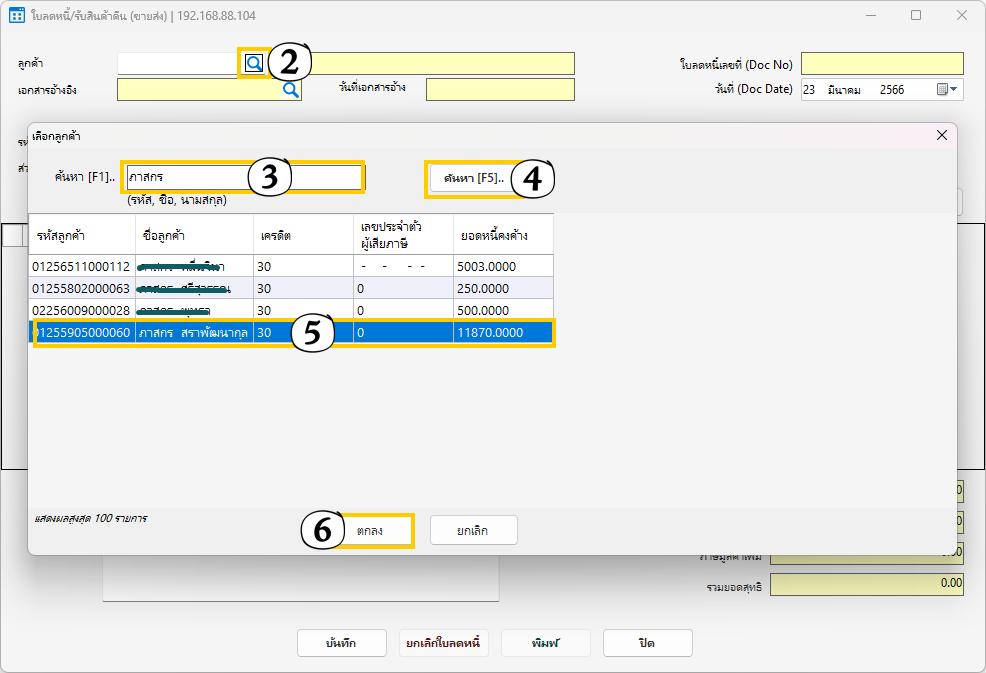 ใบลดหนี้/รับสินค้าคืน (ขายส่ง) | 192.168.88.104
ลูกค้า
2
ใบลดหนี้เลขที่ (Doc No)
เอกสารอ้างอิง
วันที่เอกสารอ้าง
วันที่ (Doc Date)
23 มีนาคม 2566
เลือกลูกค้า
ค้นหา [F1]..
ภาสกร
3
ค้นหา [F5]..
4
(รหัส, ชื่อ, นามสกุล)
รหัสลูกค้า ชื่อลูกค้า เครดิต เลขประจำตัวผู้เสียภาษี ยอดหนี้คงค้าง
01256511000112 30 - - - - 5003.0000
01255802000063 30 0 250.0000
02256009000028 30 0 500.0000
01255905000060 ภาสกร สราพัฒนากุล 30 0 11870.0000
5
แสดงผลสูงสุด 100 รายการ
6
ตกลง
ยกเลิก
รวมยอดสุทธิ
0.00
บันทึก
ยกเลิกใบลดหนี้
พิมพ์
ปิด